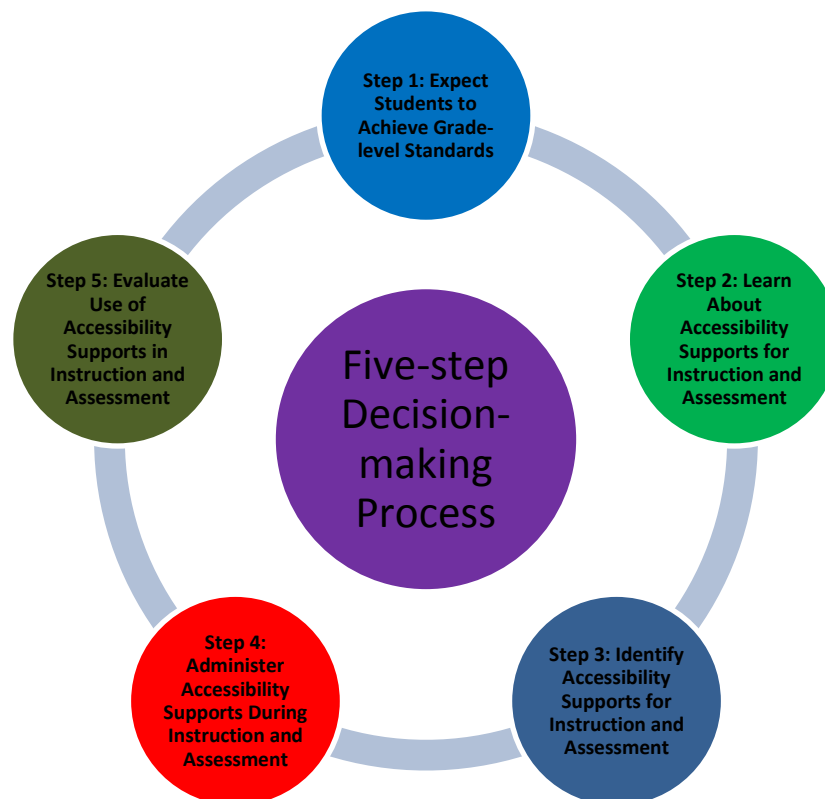 Step 1: Expect
Students to
Achieve Grade-
level Standards
Step 2: Learn
About
Accessibility
Supports for
Instruction and
Assessment
Step 3: Identify
Accessibility
Supports for
Instruction and
Assessment
Step 4:
Administer
Accessibility
Supports During
Instruction and
Assessment
Step 5: Evaluate
Use of
Accessibility
Supports in
Instruction and
Assessment
Five-step
Decision-
making
Process